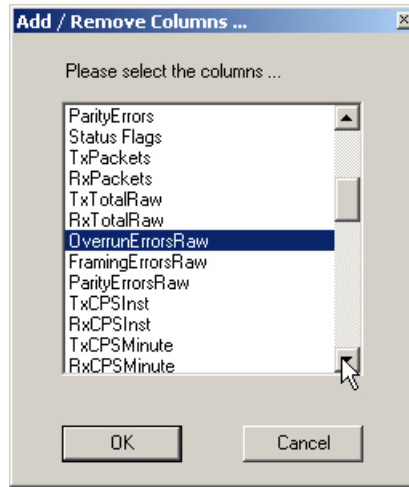 Add / Remove Columns ...
Please select the columns ...
ParityErrors
Status Flags
TxPackets
RxPackets
TxTotalRaw
RxTotalRaw
OverrunErrorsRaw
FramingErrorsRaw
ParityErrorsRaw
TxCPSInst
RxCPSInst
TxCPSMinute
RxCPSMinute
OK Cancel